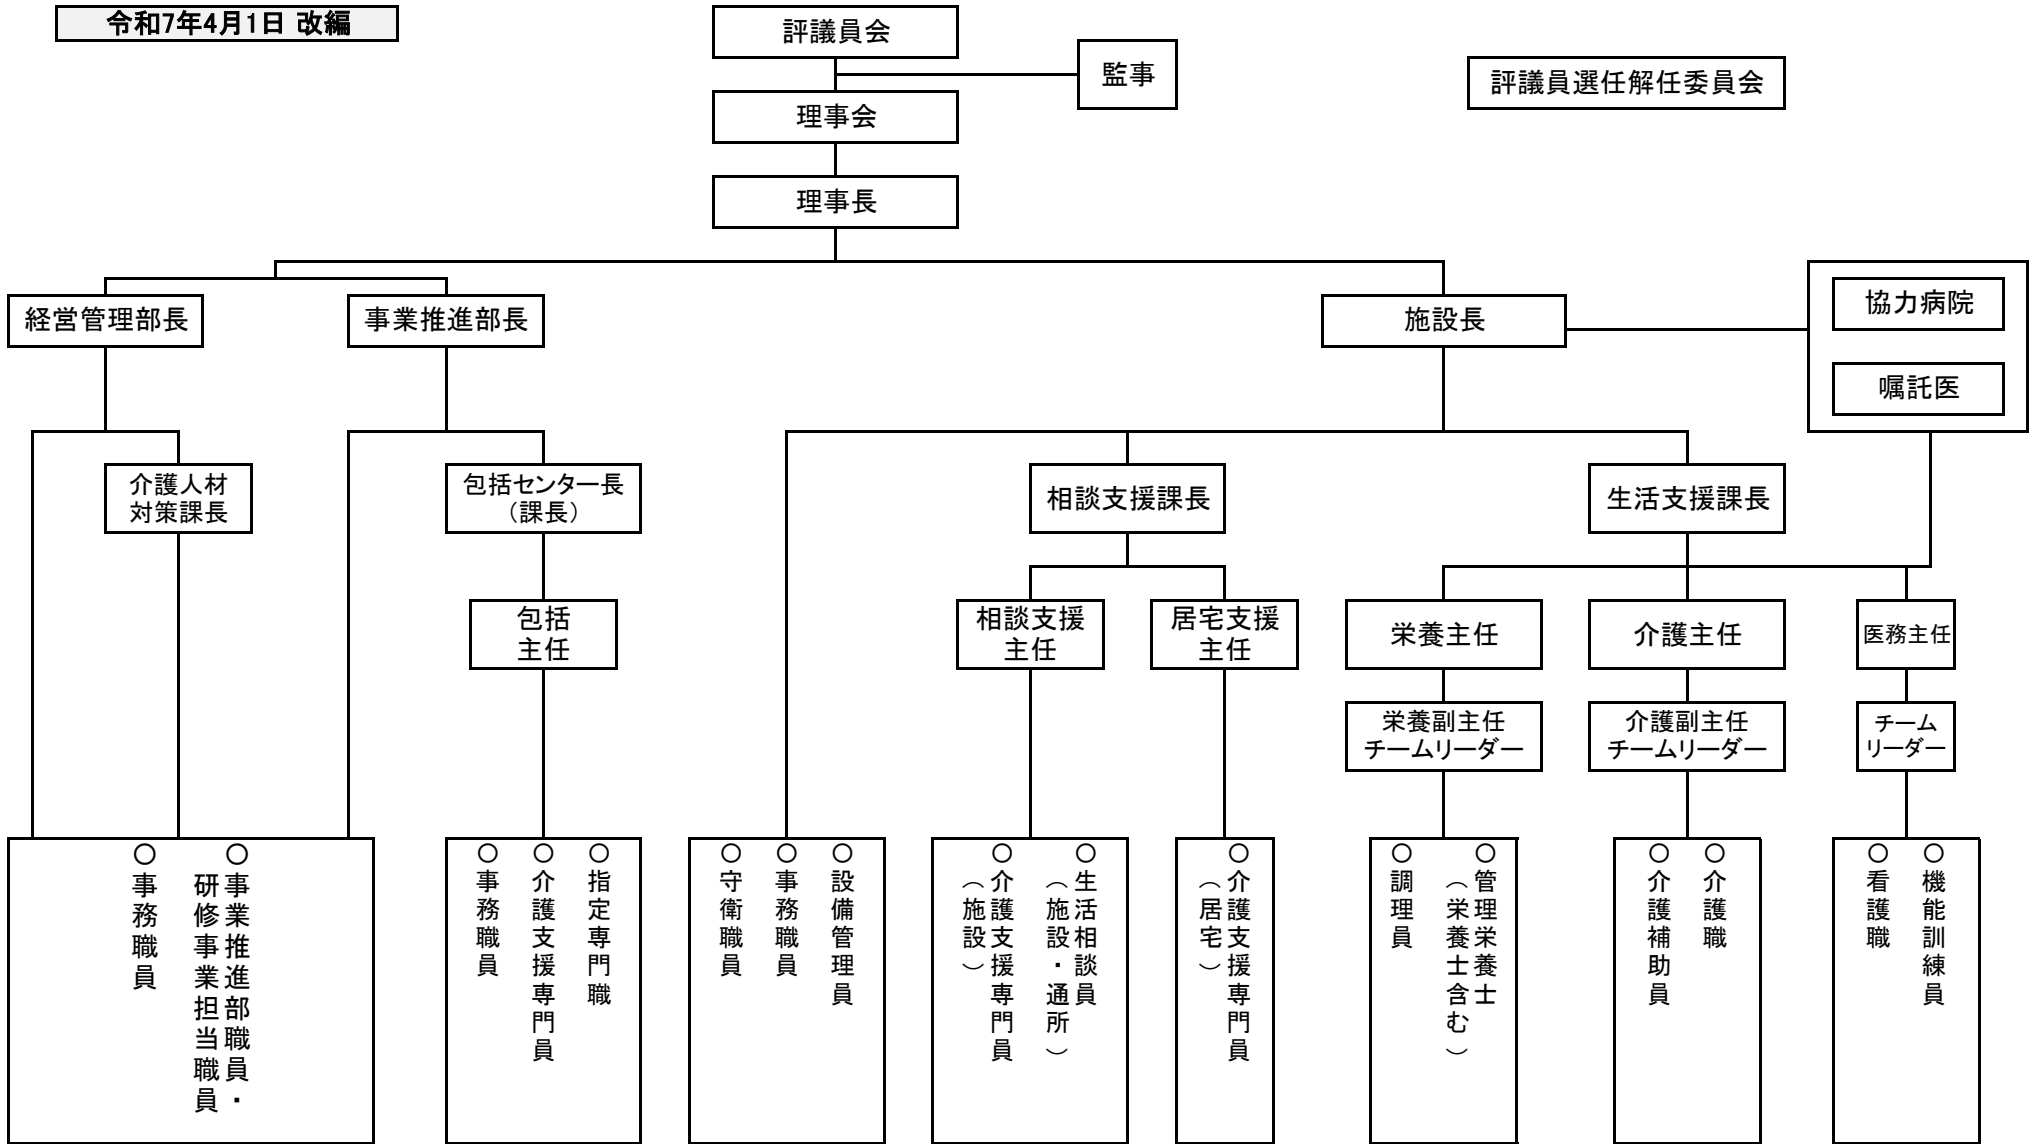 令和7年4月1日 改編
評議員会
監事
評議員選任解任委員会
理事会
理事長
経営管理部長
事業推進部長
施設長
協力病院
嘱託医
介護人材
対策課長
包括センター長
（課長）
相談支援課長
生活支援課長
包括
主任
相談支援
主任
居宅支援
主任
栄養主任
介護主任
医務主任
栄養副主任
チームリーダー
介護副主任
チームリーダー
チーム
リーダー
○事業推進部職員・
研修事業担当職員
○事務職員
○指定専門職
○介護支援専門員
○事務職員
○設備管理員
○事務職員
○守衛職員
○生活相談員
（施設・通所）
○介護支援専門員
（施設）
○介護支援専門員
（居宅）
○管理栄養士
（栄養士含む）
○調理員
○介護職
○介護補助員
○機能訓練員
○看護職